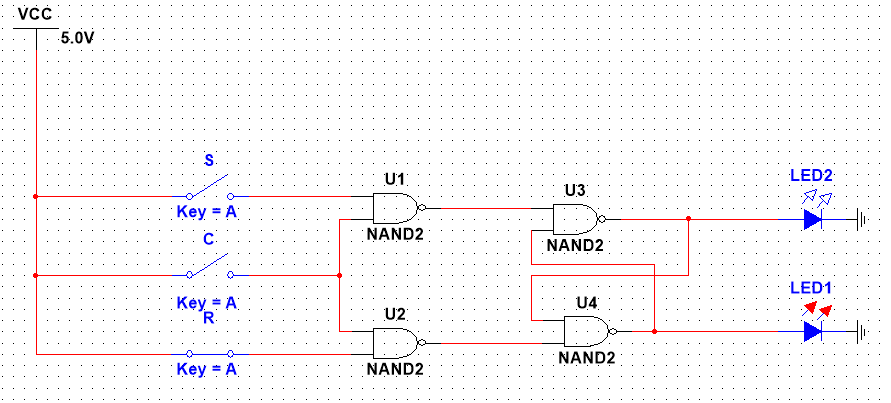 VCC
5.0V
S
Key = A
C
Key = A
R
Key = A
U1
NAND2
U2
NAND2
U3
NAND2
U4
NAND2
LED2
LED1